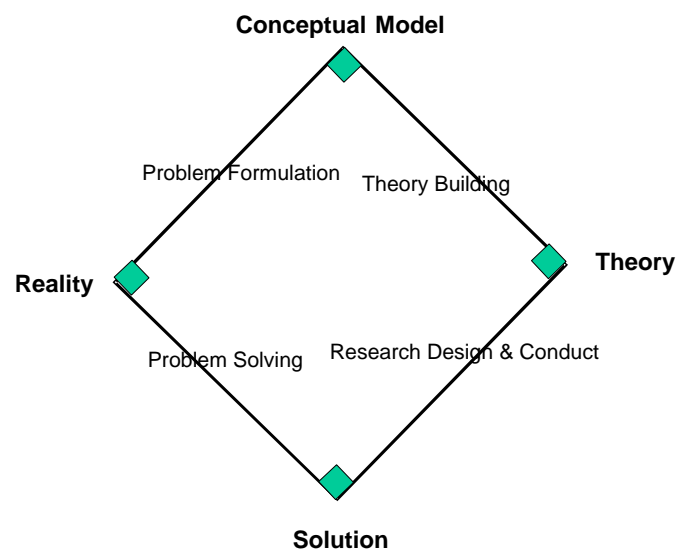 Conceptual Model
Problem Formulation
Theory Building
Theory
Reality
Research Design & Conduct
Problem Solving
Solution